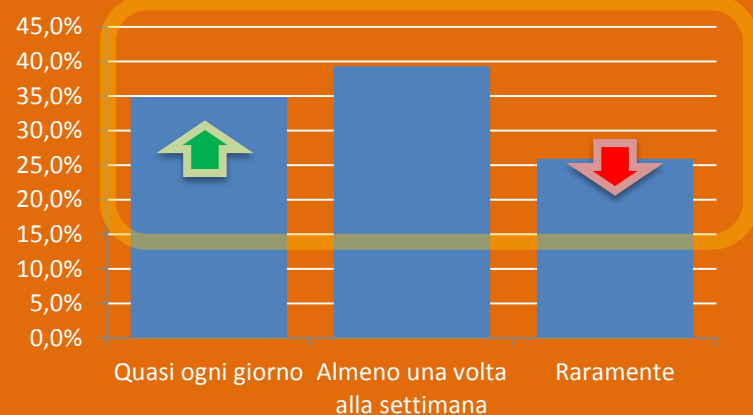 45,0%
40,0%
35,0%
30,0%
25,0%
20,0%
15,0%
10,0%
5,0%
0,0%
Quasi ogni giorno
Almeno una volta
alla settimana
Raramente